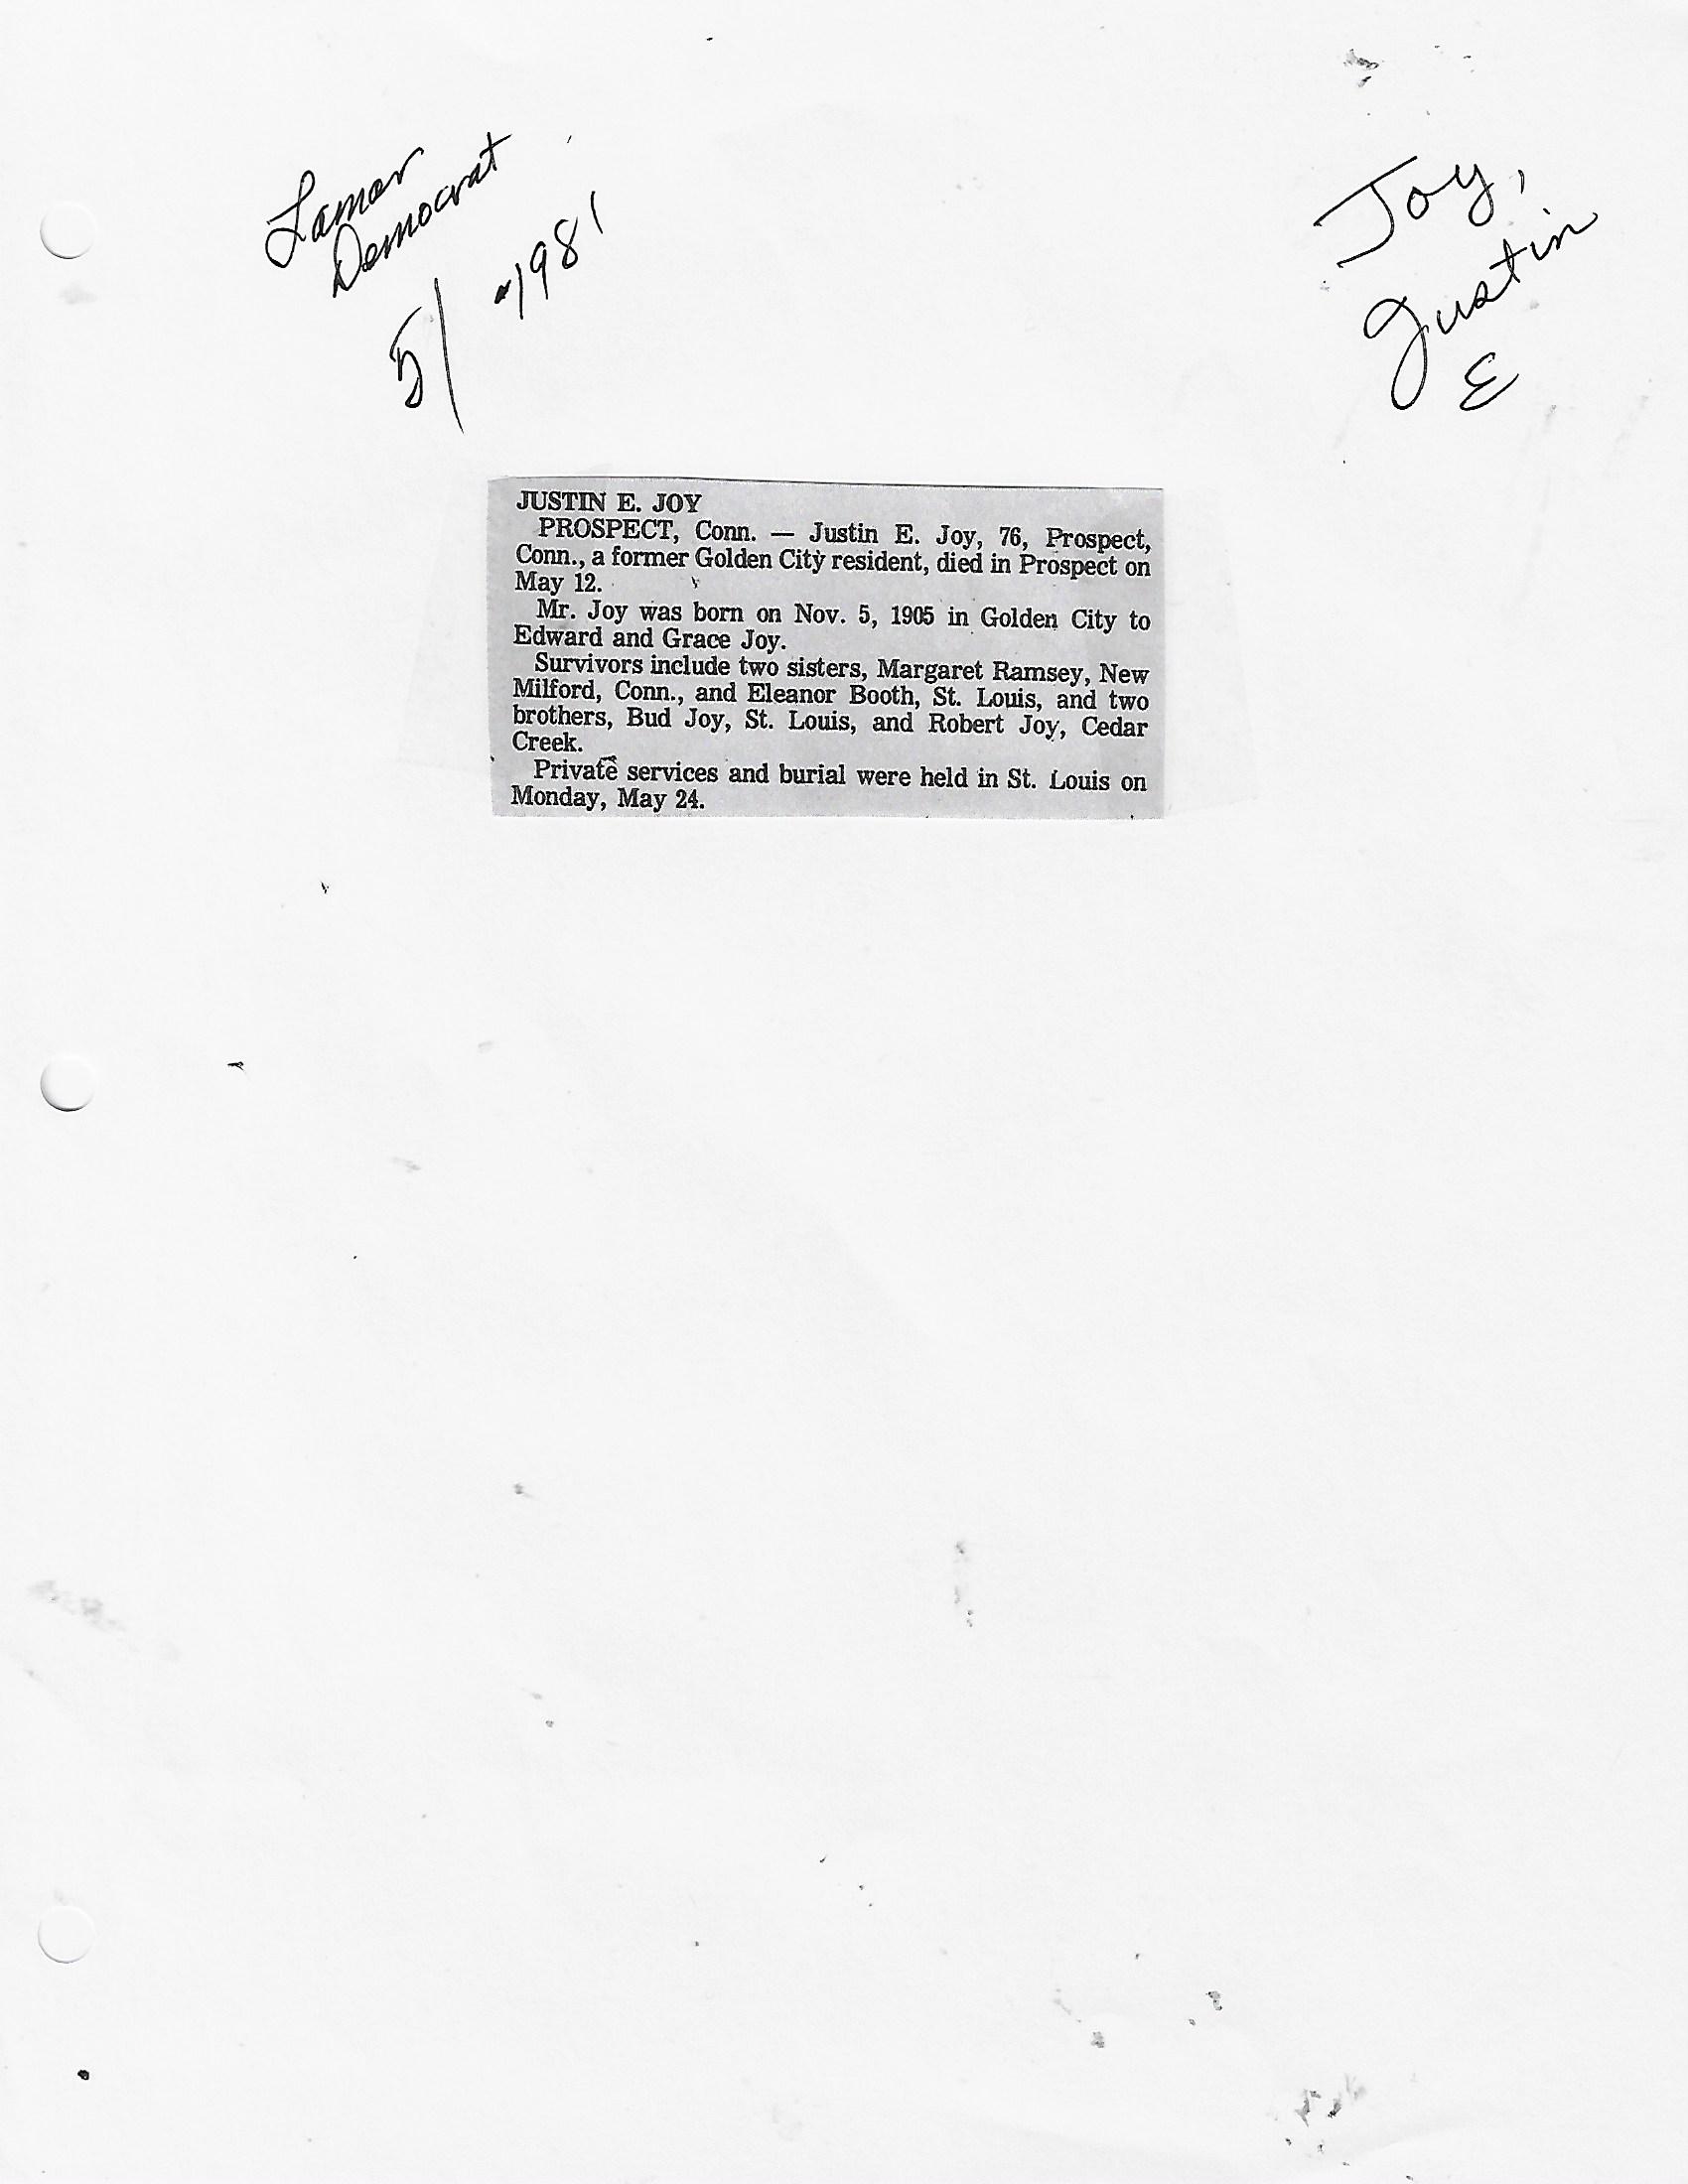 Lamar
Democrat
5/ 1981
Joy,
Justin
E
JUSTIN E. JOY
PROSPECT, Conn. — Justin E. Joy, 76, Prospect,
Conn., a former Golden City resident, died in Prospect on
May 12.
Mr. Joy was born on Nov. 5, 1905 in Golden City to
Edward and Grace Joy.
Survivors include two sisters, Margaret Ramsey, New
Milford, Conn., and Eleanor Booth, St. Louis, and two
brothers, Bud Joy, St. Louis, and Robert Joy, Cedar
Creek.
Private services and burial were held in St. Louis on
Monday, May 24.